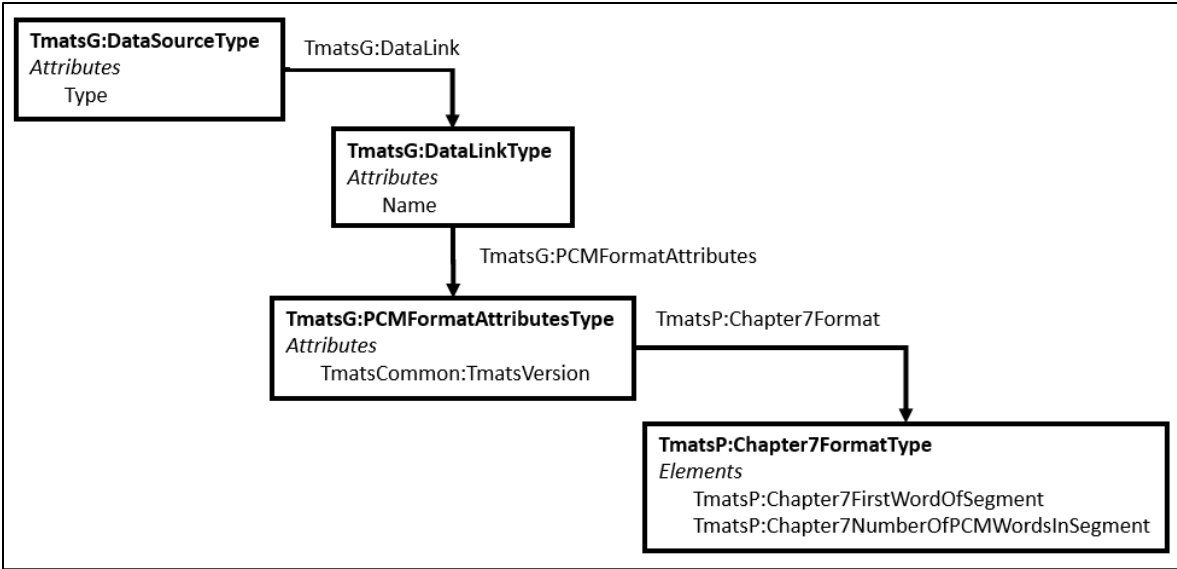 TmatsG:DataSourceType
Attributes
Type
TmatsG:DataLink
TmatsG:DataLinkType
Attributes
Name
TmatsG:PCMFormatAttributes
TmatsG:PCMFormatAttributesType
Attributes
TmatsCommon:TmatsVersion
TmatsP:Chapter7Format
TmatsP:Chapter7FormatType
Elements
TmatsP:Chapter7FirstWordOfSegment
TmatsP:Chapter7NumberOfPCMWordsInSegment